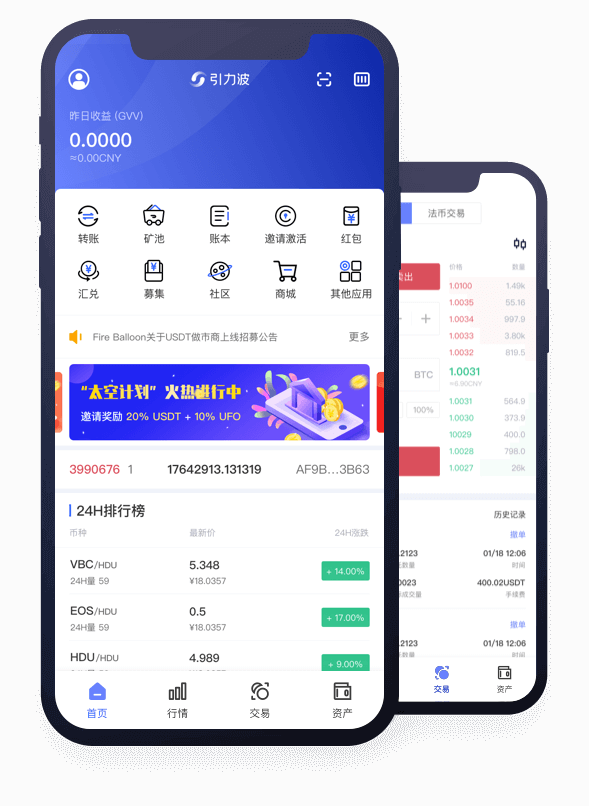 引力波
昨日收益 (GVV)
0.0000
≈0.00CNY
转账
矿池
账本
邀请激活
红包
汇兑
募集
社区
商城
其他应用
Fire Balloon关于USDT做市商上线招募公告
更多
“太空计划” 火热进行中
邀请奖励 20% USDT + 10% UFO
3990676 1 17642913.131319 AF9B...3B63
24H排行榜
币种 最新价 24H涨跌
VBC/HDU 5.348 + 14.00%
24H量 59 ¥18.0357
EOS/HDU 0.5 + 17.00%
24H量 59 ¥18.0357
HDU/HDU 4.989 + 9.00%
首页
行情
交易
资产
法币交易
卖出
价格 数量
1.0100 1.49k
1.0035 55.16
1.0034 997.9
1.0033 3.80k
1.0032 819.5
BTC
1.0031
≈6.90CNY
100%
1.0031 564.9
1.0030 373.9
10029 400.0
1.0028 798.0
1.0027 26k
历史记录
撤单
.2123 01/18 12:06
数量 时间
0023 400.02USDT
成交量 手续费
撤单
.2123 01/18 12:06
数量 时间
交易
资产